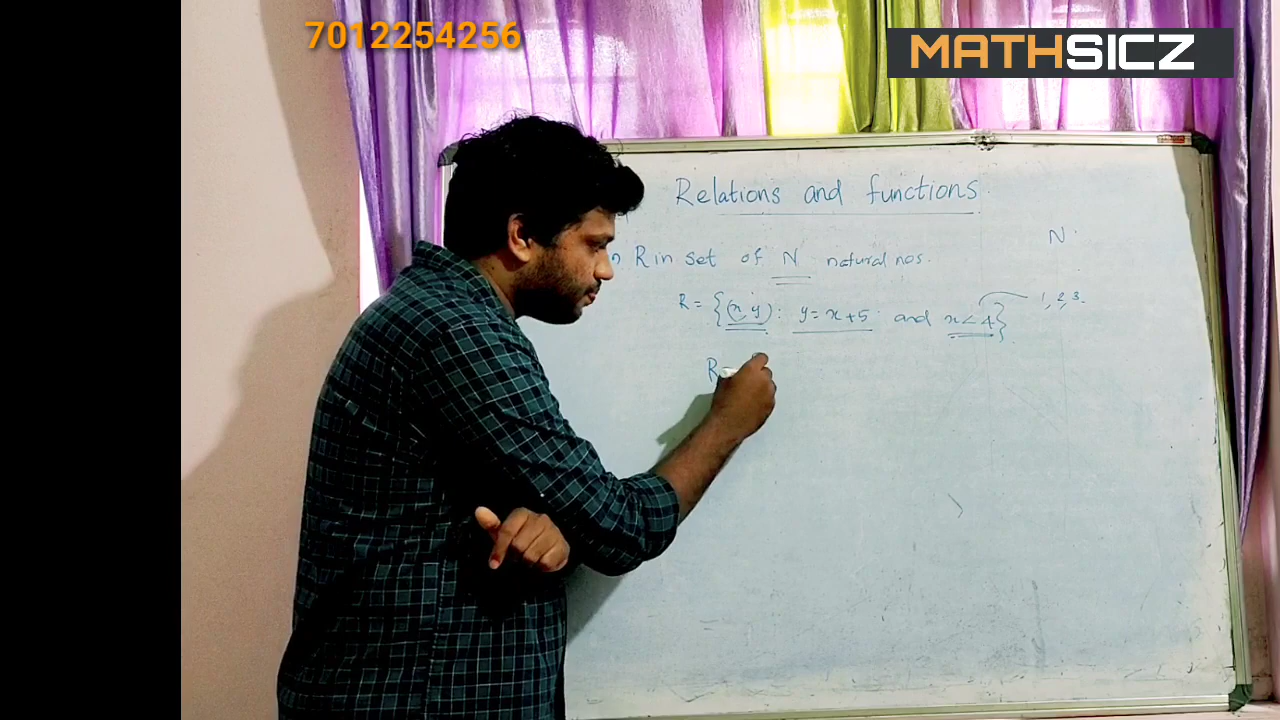 7012254256
MATHSICZ
Relations and functions
N
R in set of N natural nos.
R = {(x, y) : y = x + 5 and x < 4} 1, 2, 3.
R